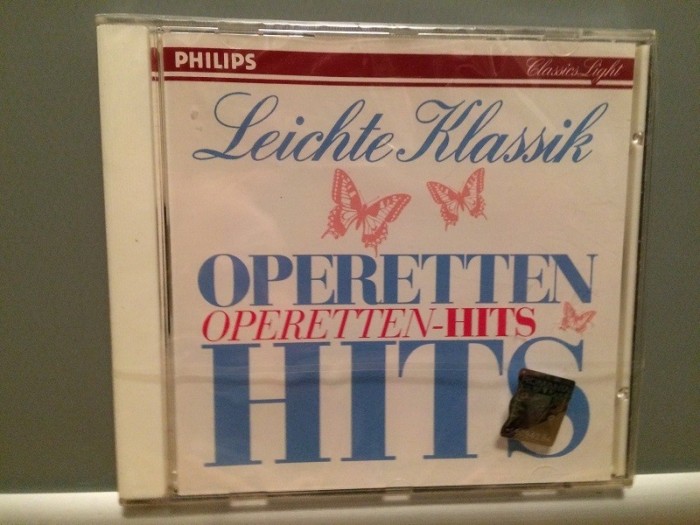 PHILIPS
Classics Light
Leichte Klassik
OPERETTEN
OPERETTEN-HITS
HITS